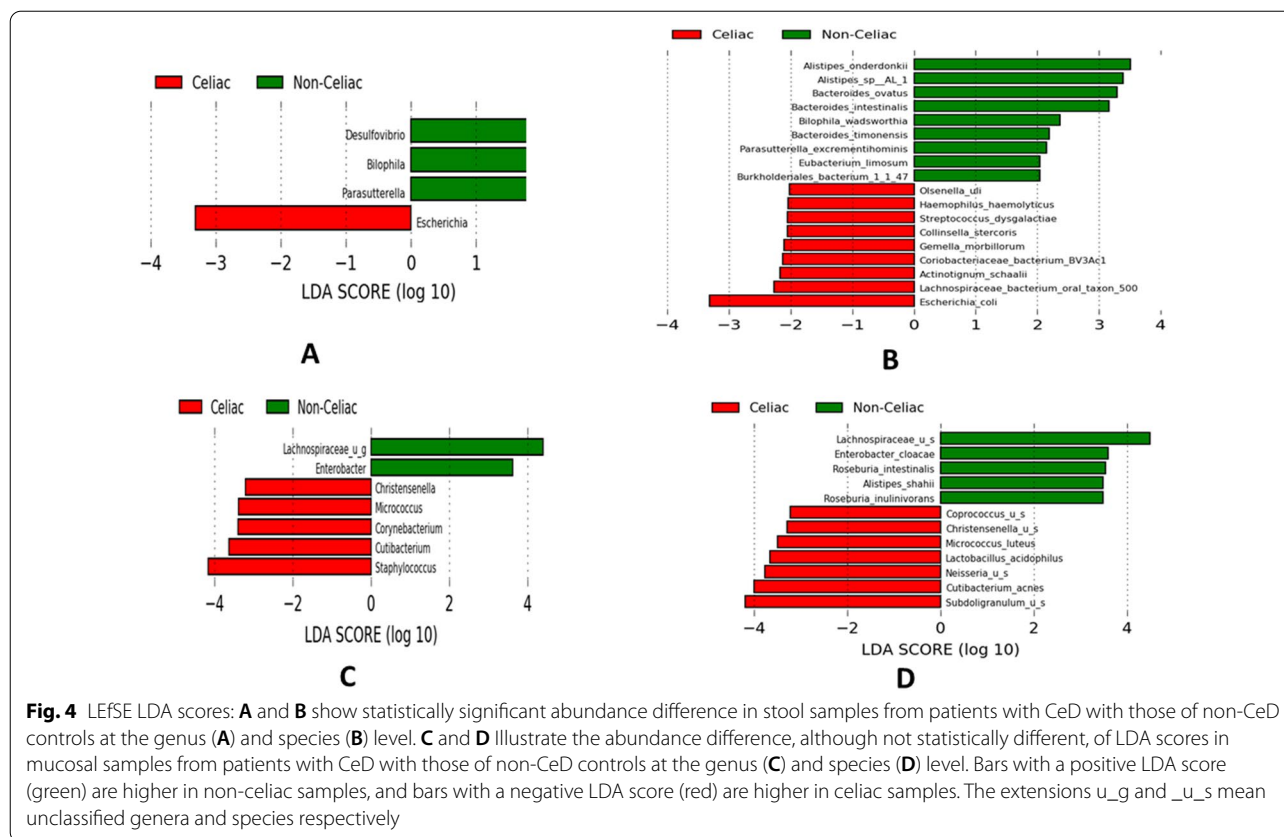 Celiac Non-Celiac
Desulfovibrio
Bilophila
Parasutterella
Escherichia
−4 −3 −2 −1 0 1
LDA SCORE (log 10)
A
Celiac Non-Celiac
Alistipes_onderdonkii
Alistipes_sp__AL_1
Bacteroides_ovatus
Bacteroides_intestinalis
Bilophila_wadsworthia
Bacteroides_timonensis
Parasutterella_excrementihominis
Eubacterium_limosum
Burkholderiales_bacterium_1_1_47
Olsenella_uli
Haemophilus_haemolyticus
Streptococcus_dysgalactiae
Collinsella_stercoris
Gemella_morbillorum
Coriobacteriaceae_bacterium_BV3Ac1
Actinotignum_schaalii
Lachnospiraceae_bacterium_oral_taxon_500
Escherichia_coli
−4 −3 −2 −1 0 1 2 3 4
B
Celiac Non-Celiac
Lachnospiraceae_u_g
Enterobacter
Christensenella
Micrococcus
Corynebacterium
Cutibacterium
Staphylococcus
−4 −2 0 2 4
LDA SCORE (log 10)
C
Celiac Non-Celiac
Lachnospiraceae_u_s
Enterobacter_cloacae
Roseburia_intestinalis
Alistipes_shahii
Roseburia_inulinivorans
Coprococcus_u_s
Christensenella_u_s
Micrococcus_luteus
Lactobacillus_acidophilus
Neisseria_u_s
Cutibacterium_acnes
Subdoligranulum_u_s
−4 −2 0 2 4
LDA SCORE (log 10)
D
Fig. 4 LEfSE LDA scores: A and B show statistically significant abundance difference in stool samples from patients with CeD with those of non-CeD
controls at the genus (A) and species (B) level. C and D Illustrate the abundance difference, although not statistically different, of LDA scores in
mucosal samples from patients with CeD with those of non-CeD controls at the genus (C) and species (D) level. Bars with a positive LDA score
(green) are higher in non-celiac samples, and bars with a negative LDA score (red) are higher in celiac samples. The extensions u_g and _u_s mean
unclassified genera and species respectively